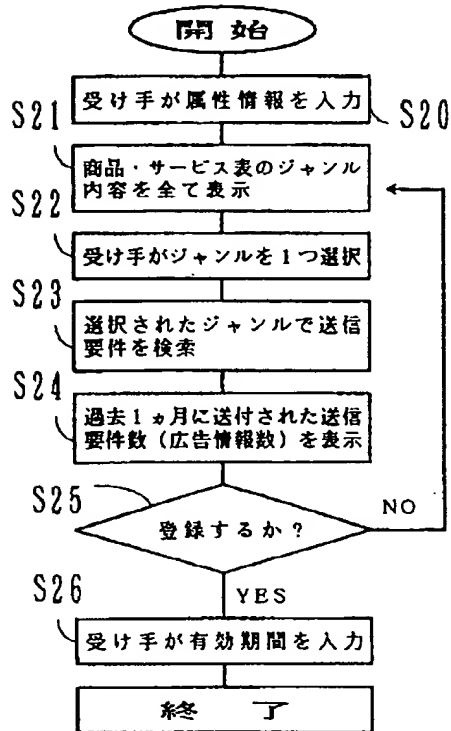 開始
受け手が属性情報を入力
S20
S21
商品・サービス表のジャンル
内容を全て表示
S22
受け手がジャンルを1つ選択
S23
選択されたジャンルで送信
要件を検索
S24
過去1ヵ月に送付された送信
要件数（広告情報数）を表示
S25
登録するか？
NO
YES
S26
受け手が有効期間を入力
終了